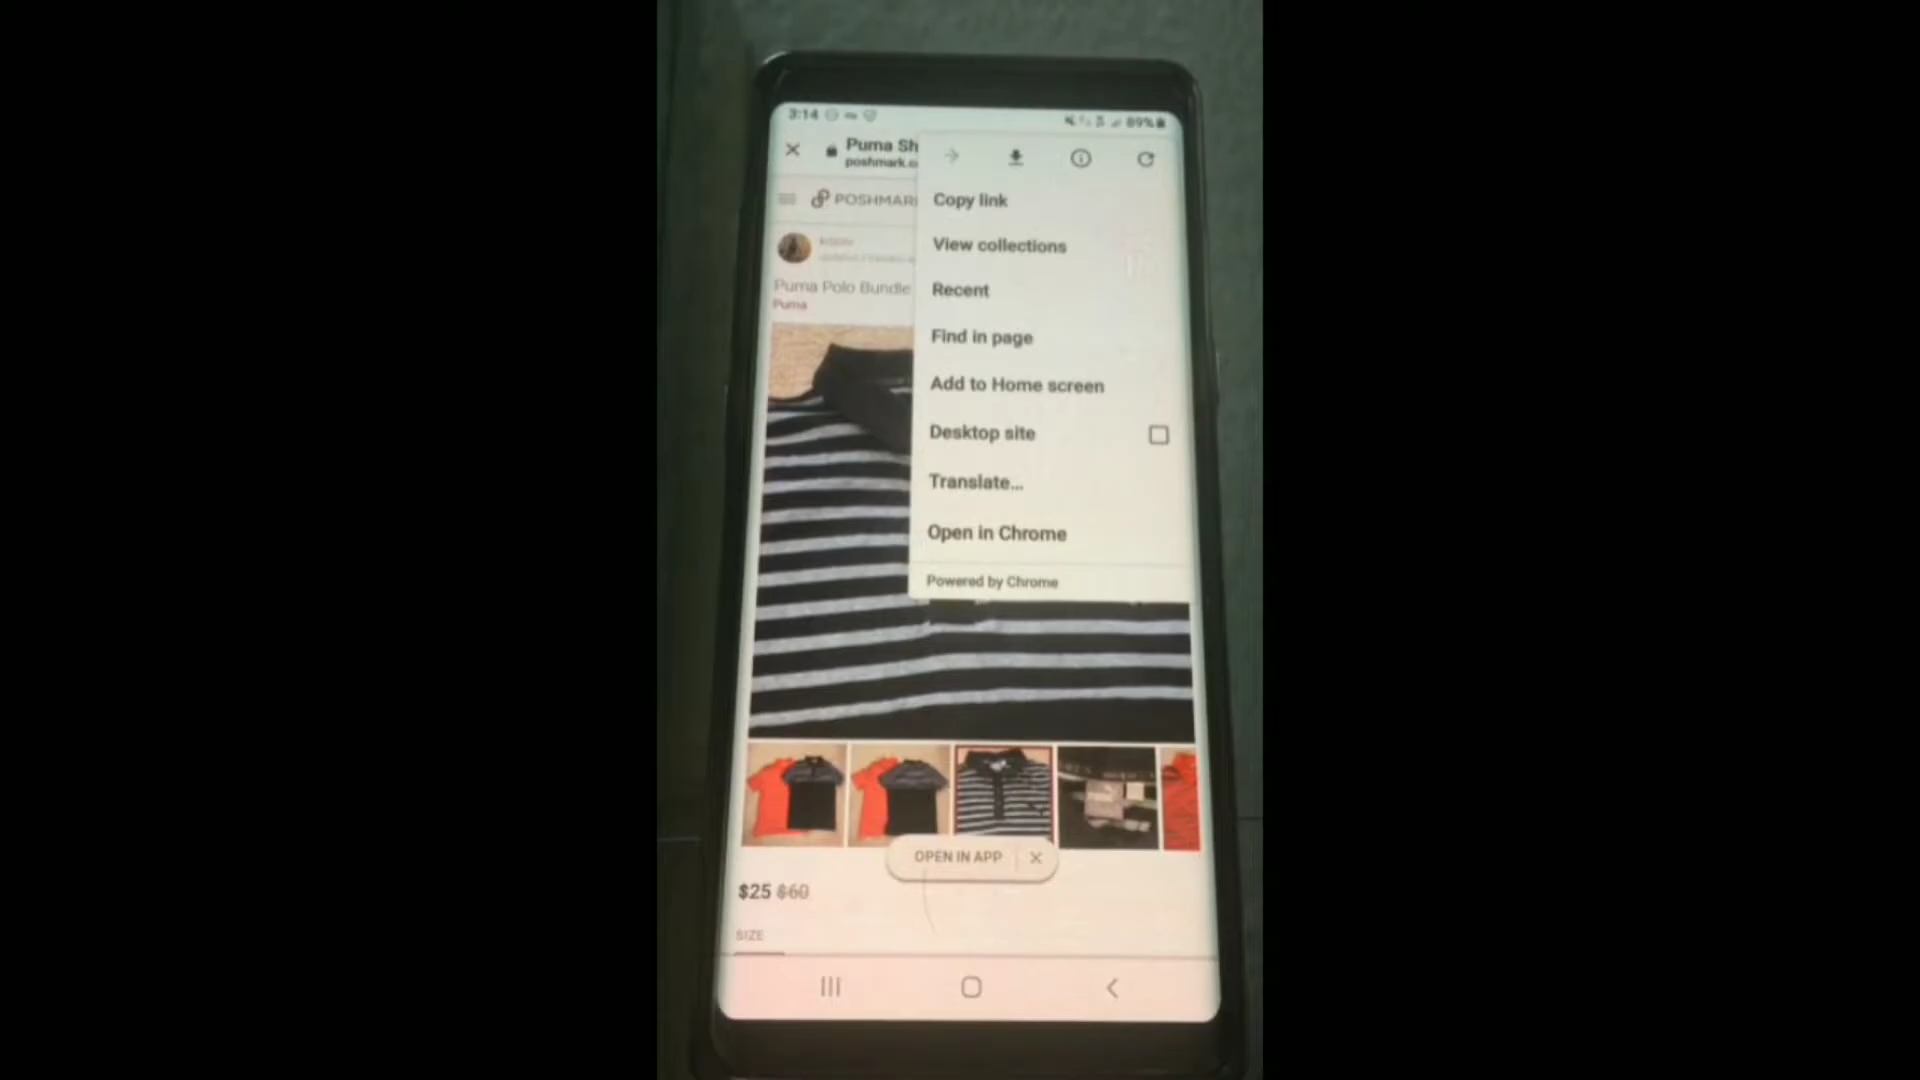 3:14
89%
Puma Sh
poshmark.c
POSHMAR
Puma Polo Bundle
Puma
Copy link
View collections
Recent
Find in page
Add to Home screen
Desktop site
Translate...
Open in Chrome
Powered by Chrome
OPEN IN APP
$25 $60
SIZE